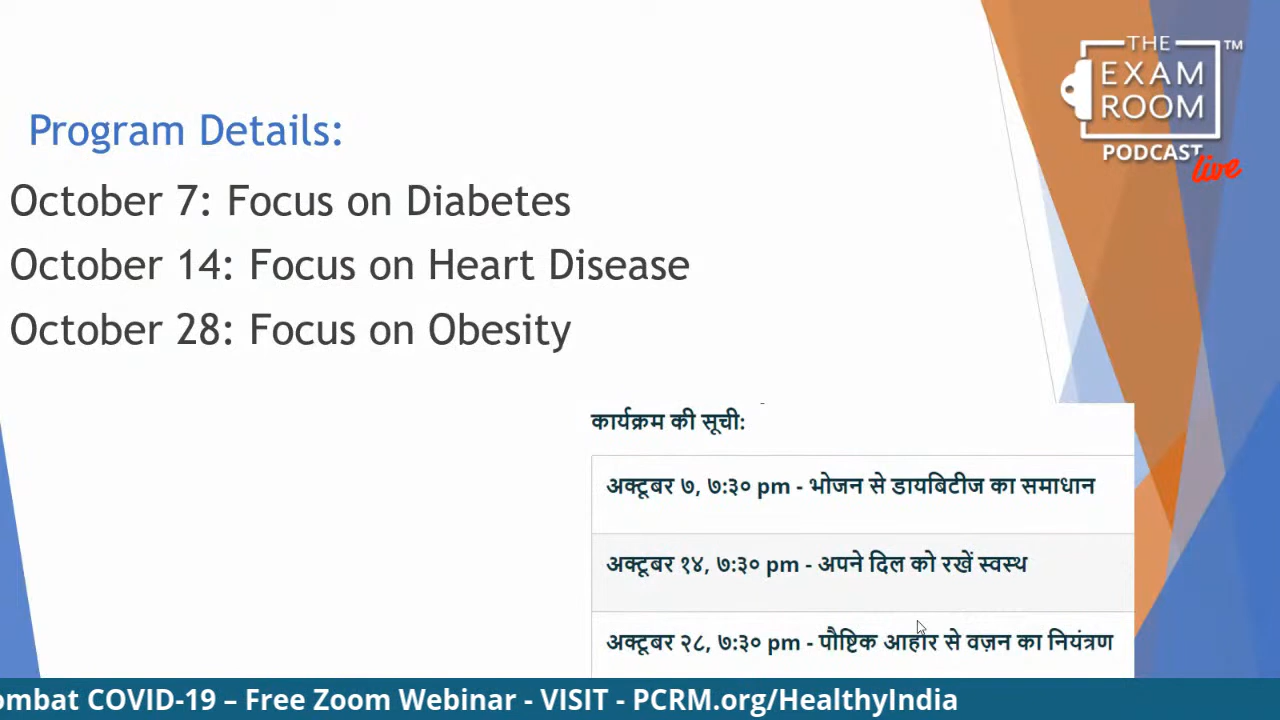 THE
EXAM
ROOM
™
PODCAST
live
Program Details:
October 7: Focus on Diabetes
October 14: Focus on Heart Disease
October 28: Focus on Obesity
कार्यक्रम की सूची:
अक्टूबर ७, ७:३० pm - भोजन से डायबिटीज का समाधान
अक्टूबर १४, ७:३० pm - अपने दिल को रखें स्वस्थ
अक्टूबर २८, ७:३० pm - पौष्टिक आहार से वज़न का नियंत्रण
ombat COVID-19 – Free Zoom Webinar - VISIT - PCRM.org/HealthyIndia